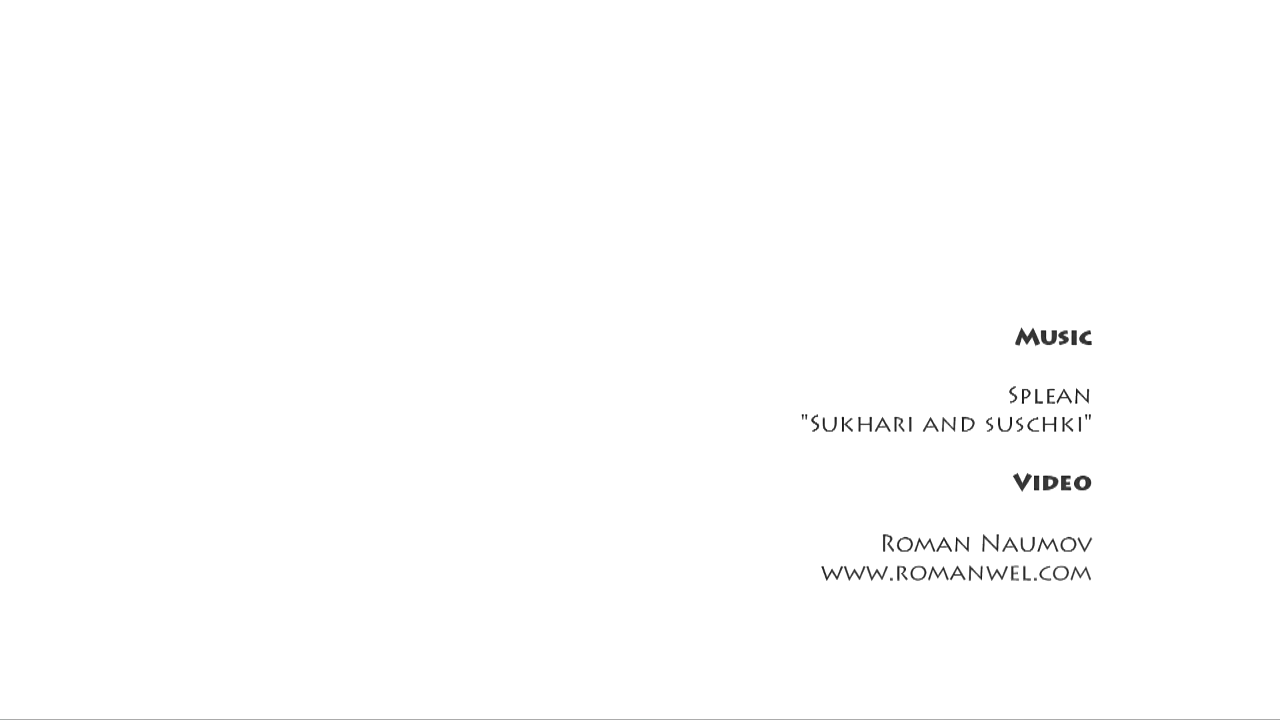 Music
Splean
"Sukhari and suschki"
Video
Roman Naumov
www.romanwel.com